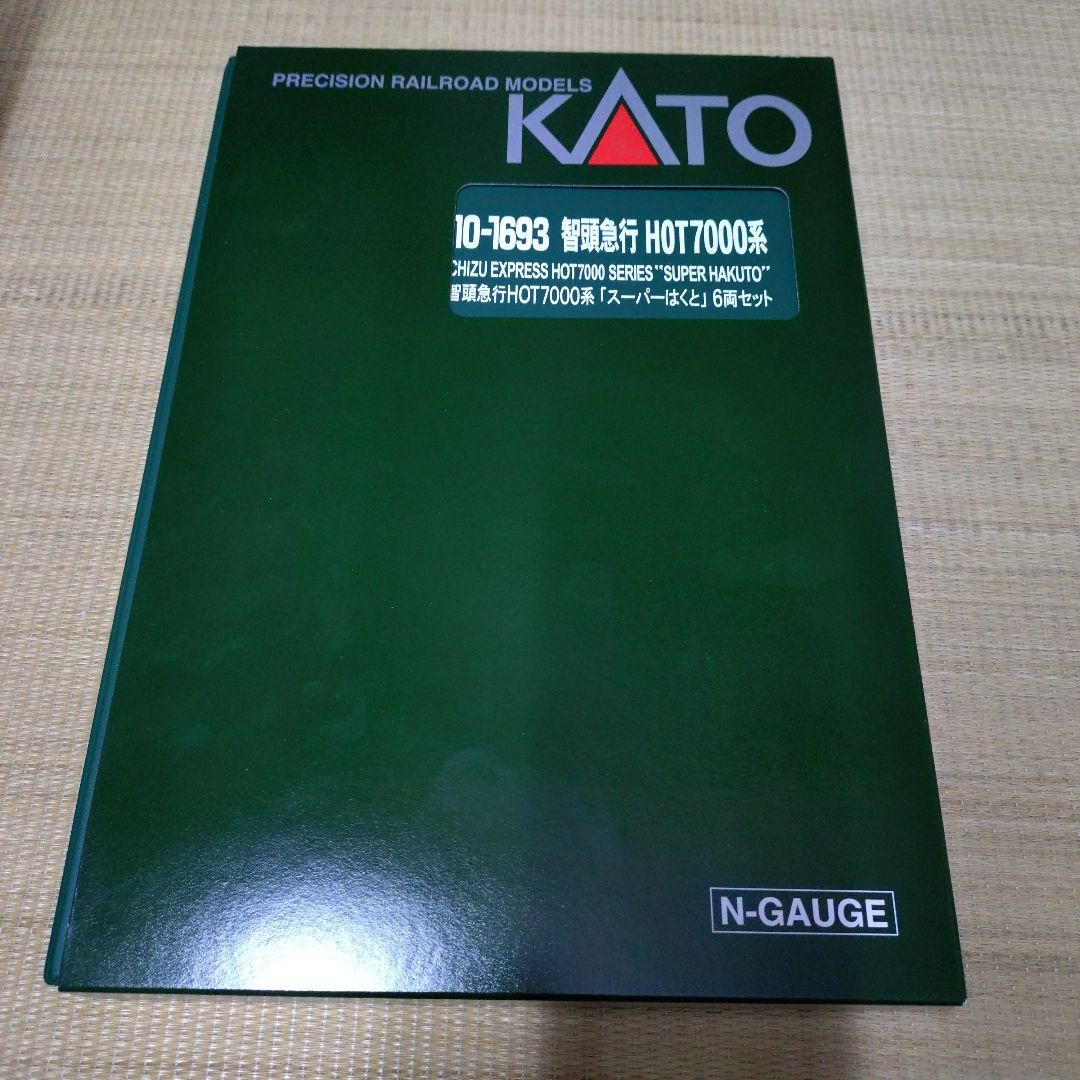 PRECISION RAILROAD MODELS
KATO
10-1693 智頭急行 HOT7000系
CHIZU EXPRESS HOT7000 SERIES "SUPER HAKUTO"
智頭急行HOT7000系「スーパーはくと」6両セット
N-GAUGE